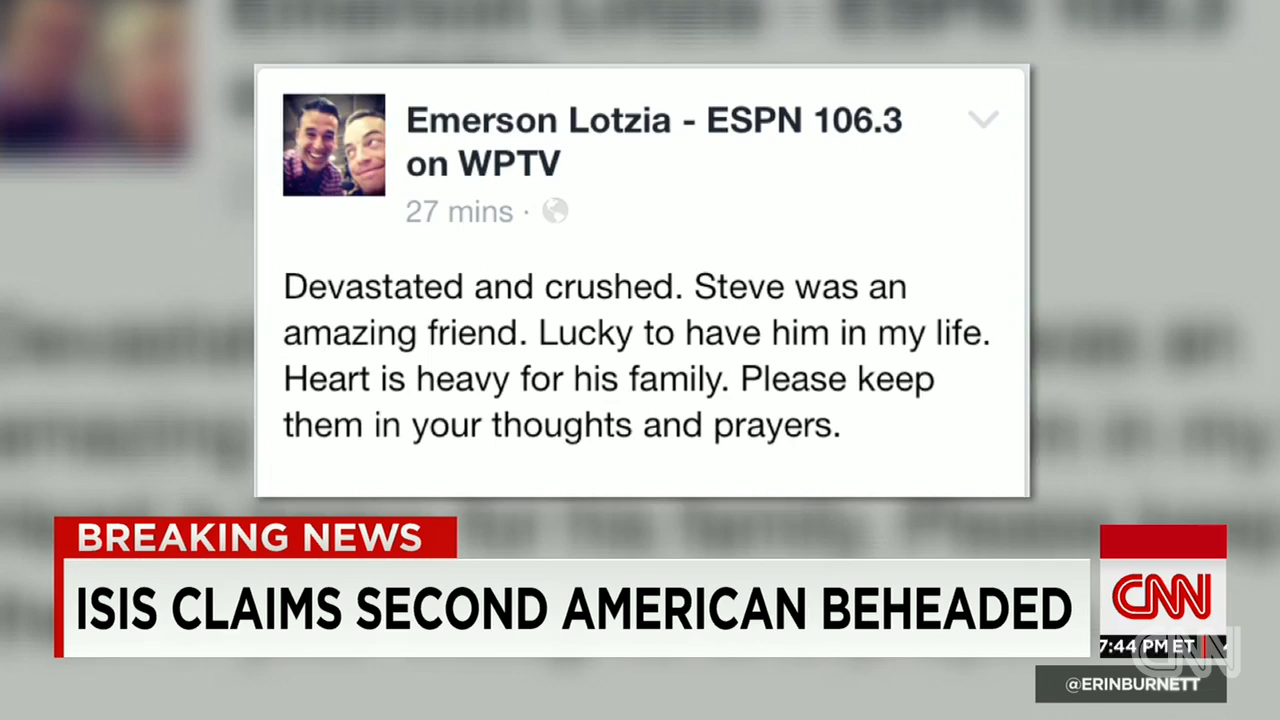 Emerson Lotzia - ESPN 106.3
on WPTV
27 mins ·
Devastated and crushed. Steve was an
amazing friend. Lucky to have him in my life.
Heart is heavy for his family. Please keep
them in your thoughts and prayers.
BREAKING NEWS
ISIS CLAIMS SECOND AMERICAN BEHEADED
CNN
7:44 PM ET
CNN
@ERINBURNETT